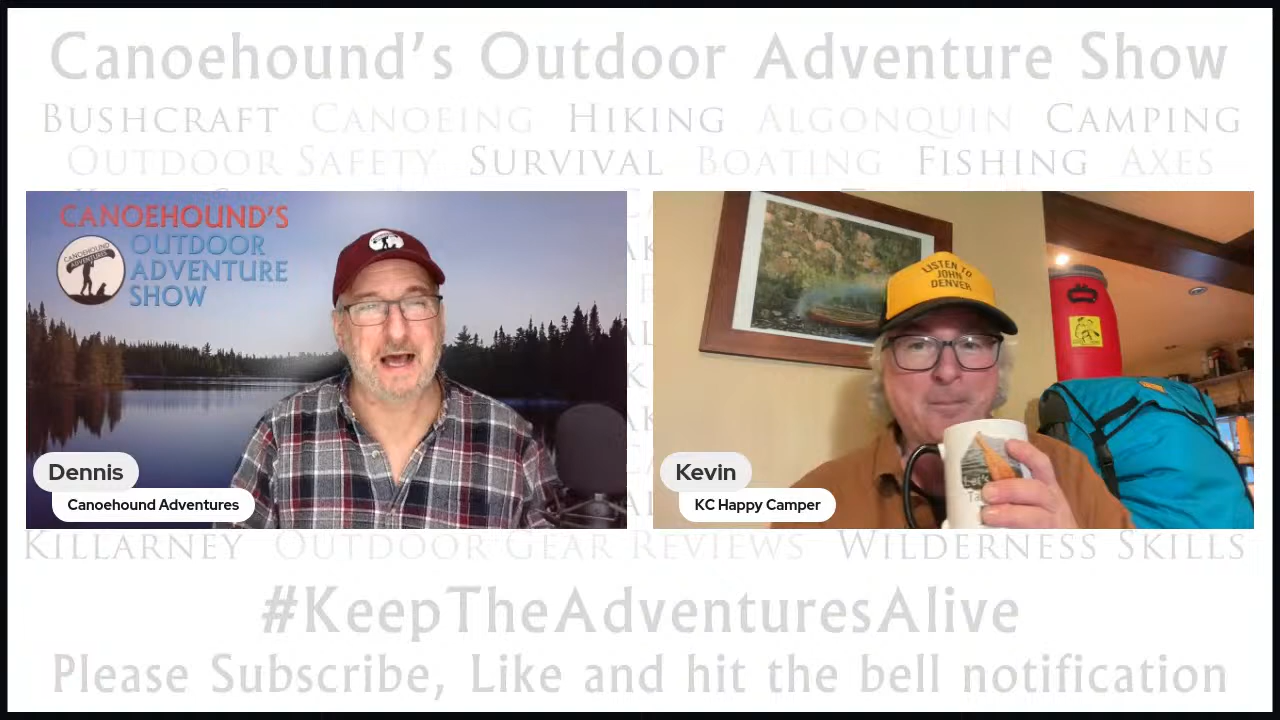 Canoehound's Outdoor Adventure Show
Bushcraft Canoeing Hiking Algonquin Camping
Outdoor Safety Survival Boating Fishing Axes
CANOEHOUND'S
OUTDOOR
ADVENTURE
SHOW
CANOEHOUND
ADVENTURES
LISTEN TO
JOHN
DENVER
Dennis
Canoehound Adventures
Kevin
KC Happy Camper
Killarney Outdoor Gear Reviews Wilderness Skills
#KeepTheAdventuresAlive
Please Subscribe, Like and hit the bell notification